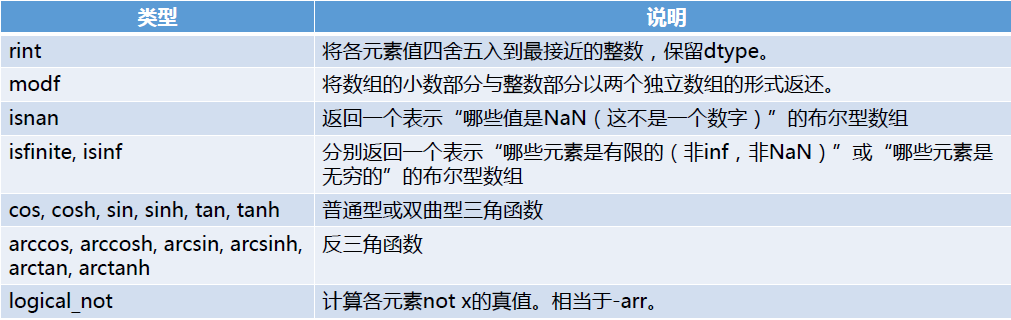 类型 说明
rint 将各元素值四舍五入到最接近的整数，保留dtype。
modf 将数组的小数部分与整数部分以两个独立数组的形式返还。
isnan 返回一个表示“哪些值是NaN（这不是一个数字）”的布尔型数组
isfinite, isinf 分别返回一个表示“哪些元素是有限的（非inf，非NaN）”或“哪些元素是
无穷的”的布尔型数组
cos, cosh, sin, sinh, tan, tanh 普通型或双曲型三角函数
arccos, arccosh, arcsin, arcsinh, 反三角函数
arctan, arctanh
logical_not 计算各元素not x的真值。相当于-arr。